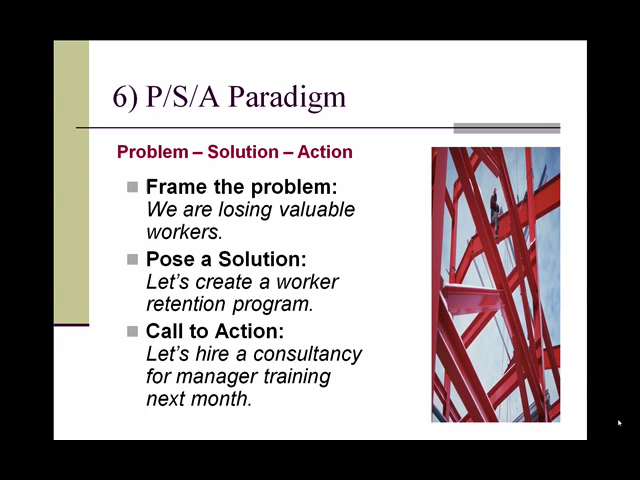 6) P/S/A Paradigm
Problem – Solution – Action
Frame the problem:
We are losing valuable
workers.
Pose a Solution:
Let's create a worker
retention program.
Call to Action:
Let's hire a consultancy
for manager training
next month.